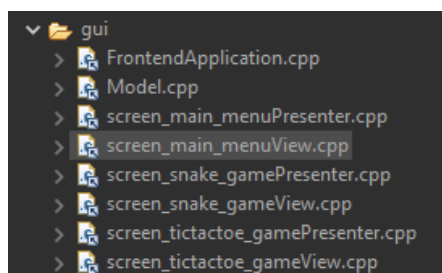 gui
FrontendApplication.cpp
Model.cpp
screen_main_menuPresenter.cpp
screen_main_menuView.cpp
screen_snake_gamePresenter.cpp
screen_snake_gameView.cpp
screen_tictactoe_gamePresenter.cpp
screen_tictactoe_gameView.cpp